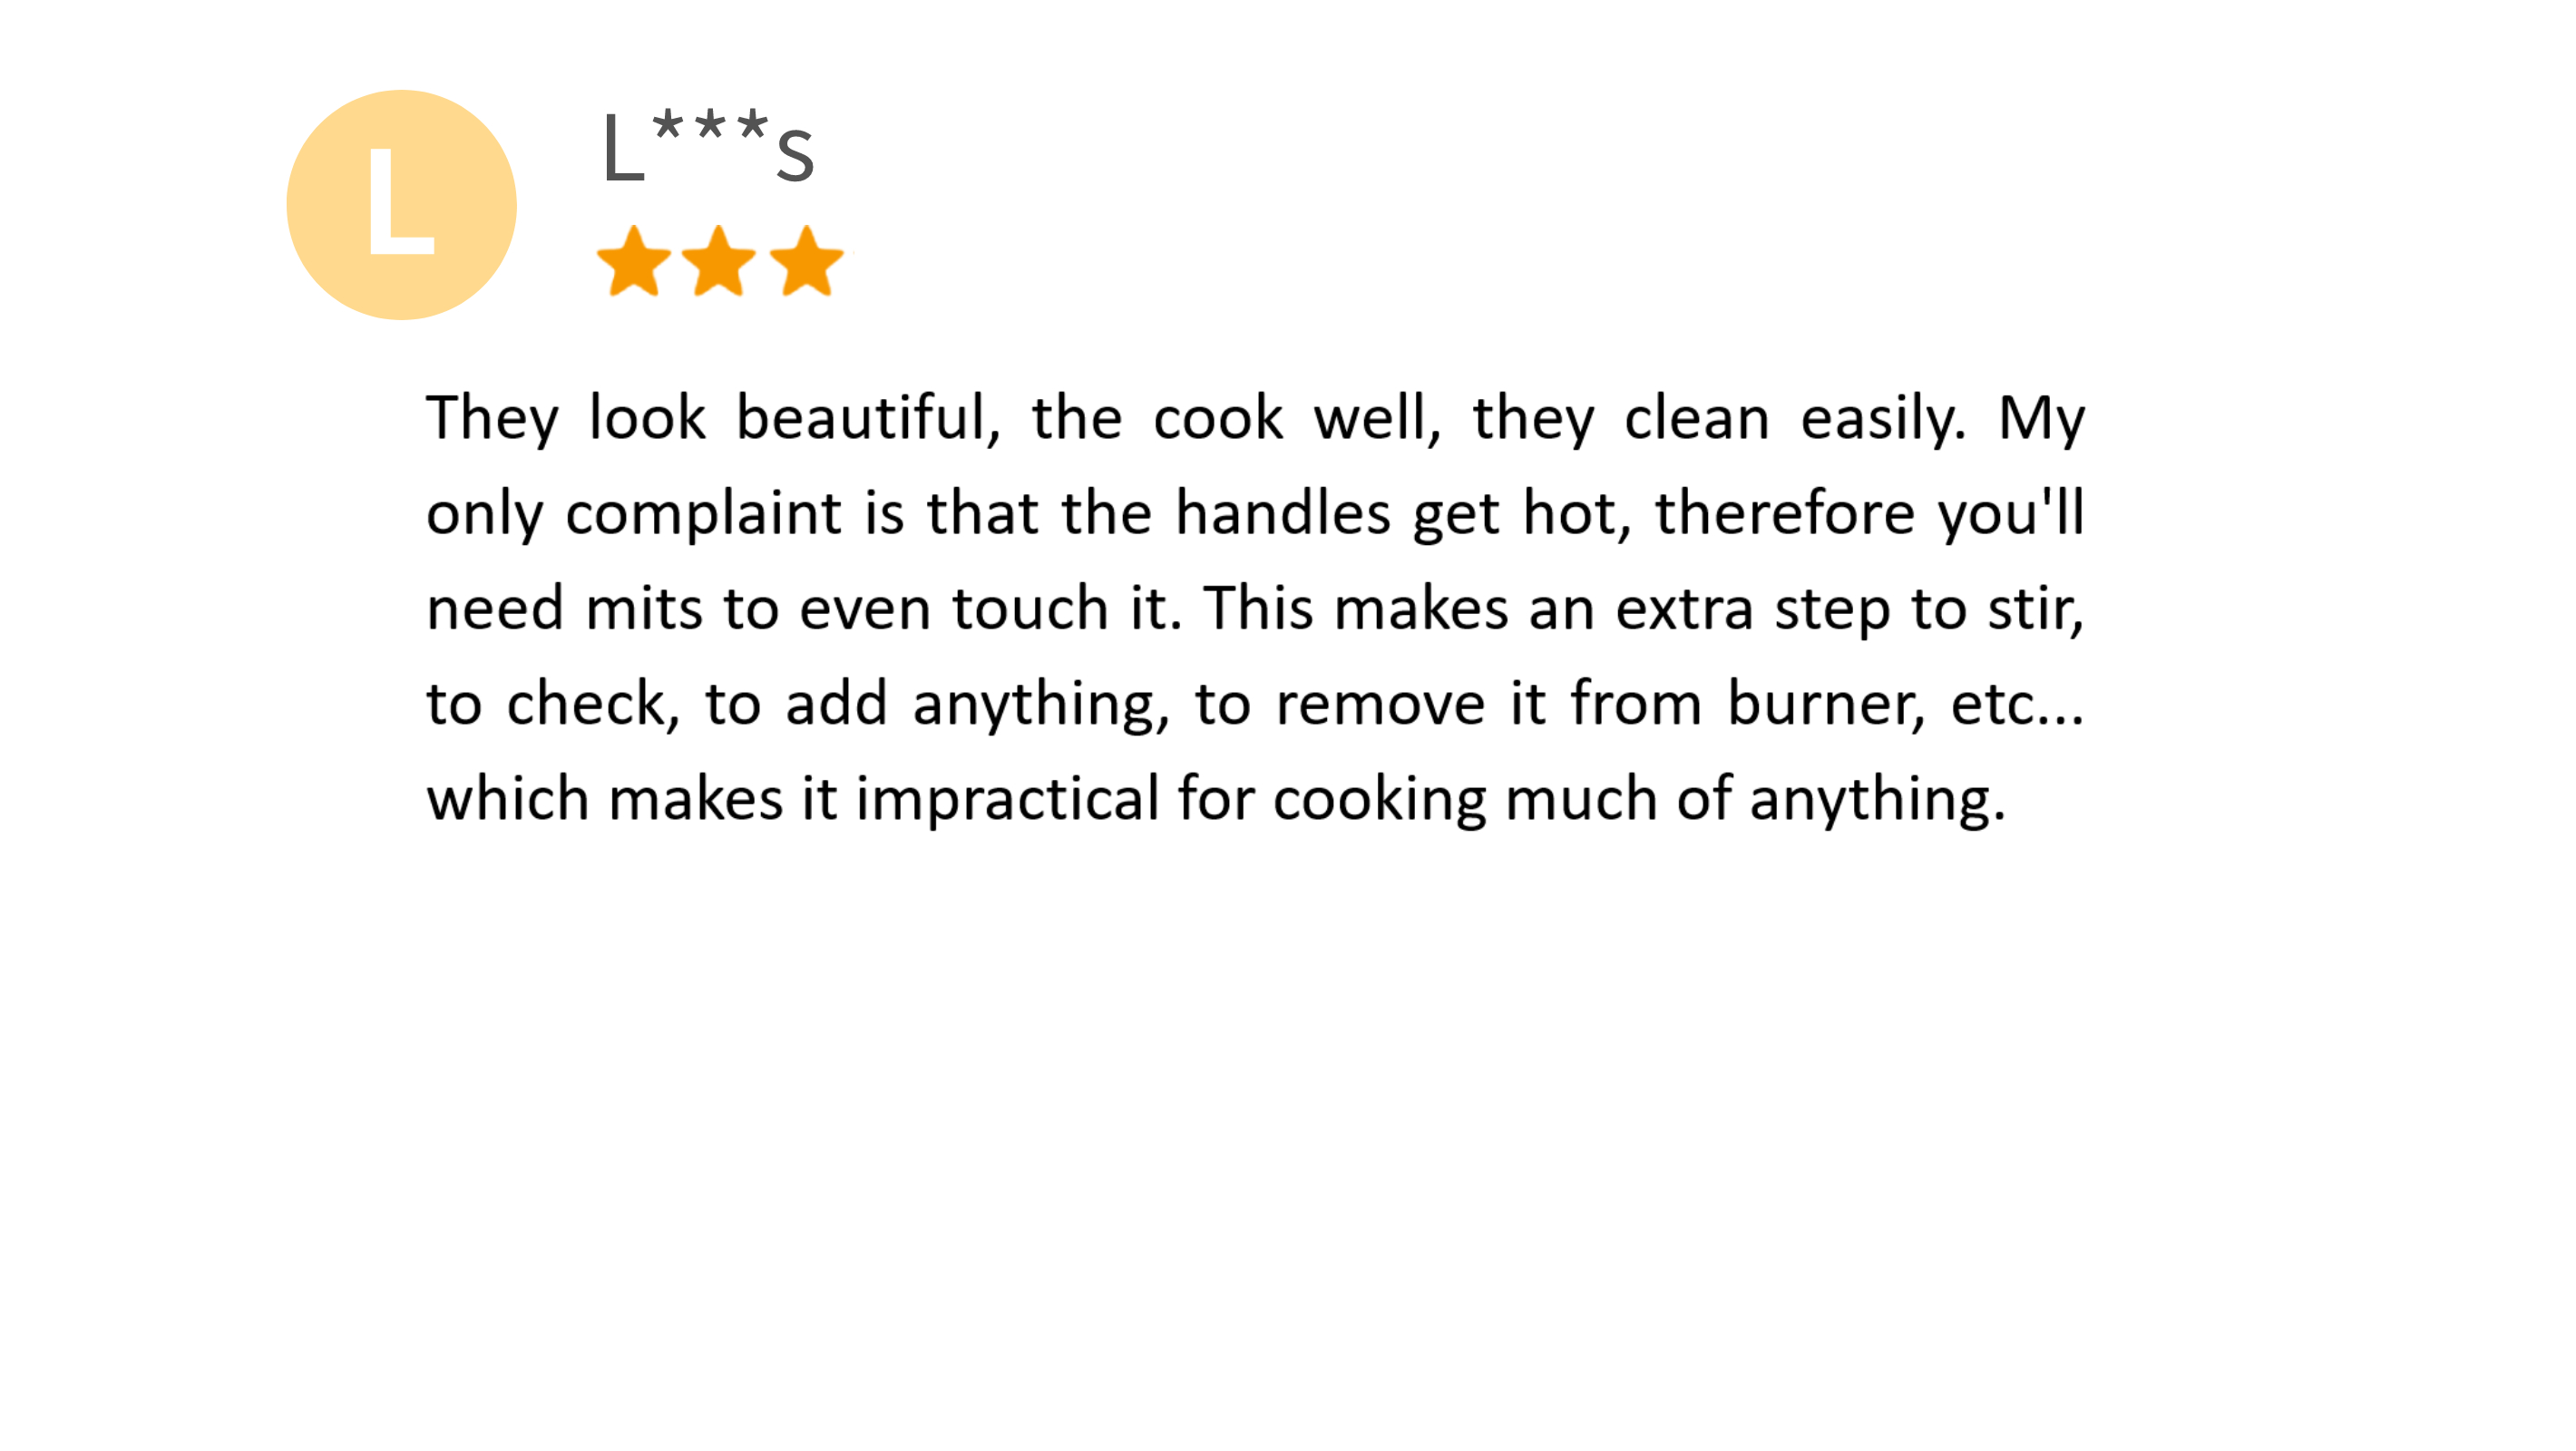 L
L***s
They look beautiful, the cook well, they clean easily. My
only complaint is that the handles get hot, therefore you'll
need mits to even touch it. This makes an extra step to stir,
to check, to add anything, to remove it from burner, etc...
which makes it impractical for cooking much of anything.